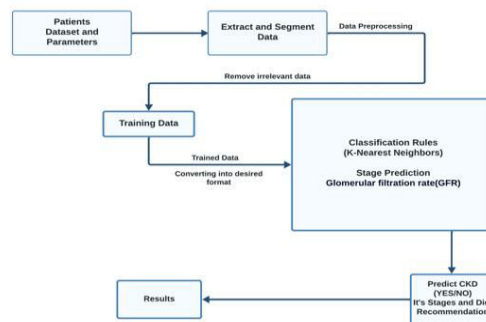 Patients
Dataset and
Parameters
Extract and Segment
Data
Data Preprocessing
Remove irrelevant data
Training Data
Trained Data
Converting into desired
format
Classification Rules
(K-Nearest Neighbors)
Stage Prediction
Glomerular filtration rate(GFR)
Predict CKD
(YES/NO)
It's Stages and Die
Recommendation
Results